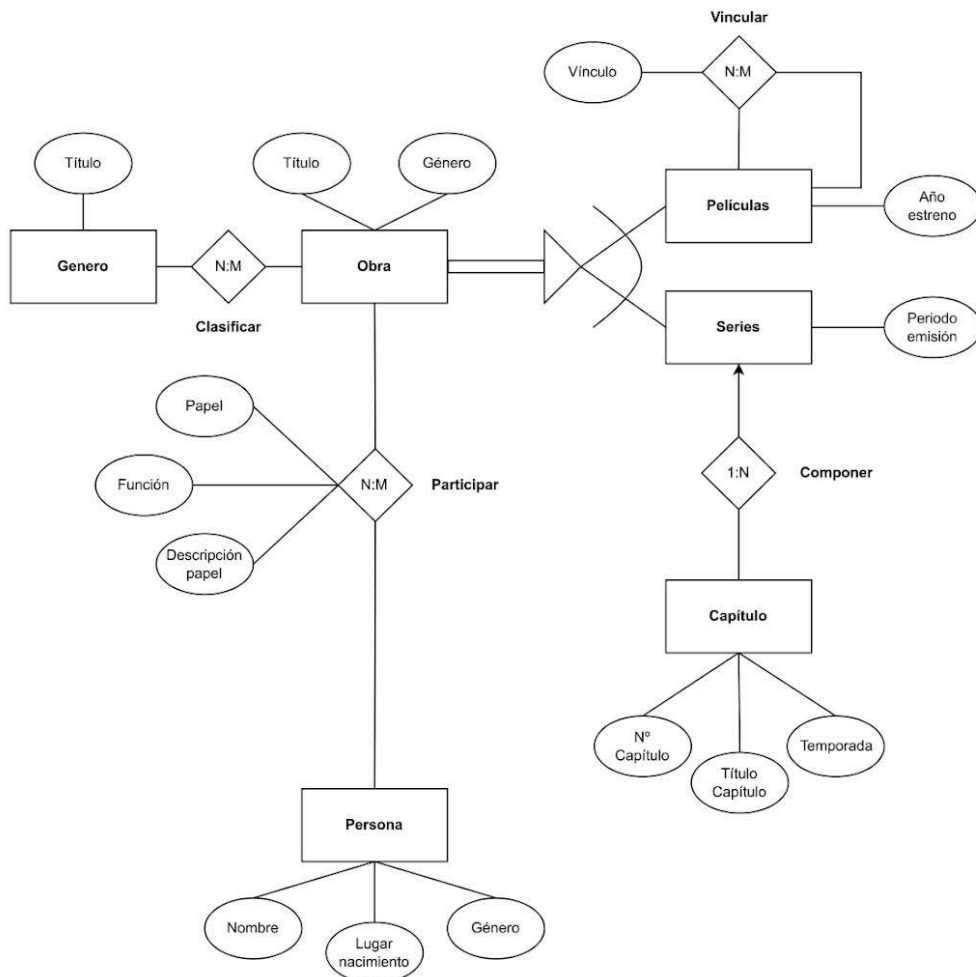 Vincular
Vínculo
N:M
Título
Título
Género
Películas
Año
estreno
Genero
N:M
Obra
Clasificar
Series
Periodo
emisión
Papel
Función
N:M
Participar
1:N
Componer
Descripción
papel
Capítulo
Nº
Capítulo
Título
Capítulo
Temporada
Persona
Nombre
Lugar
nacimiento
Género